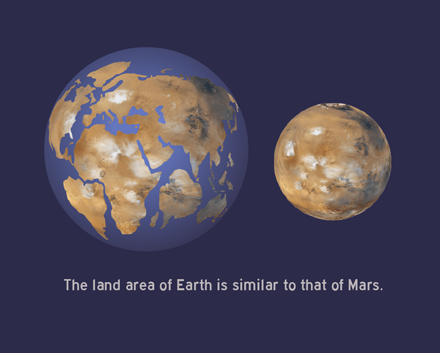 The land area of Earth is similar to that of Mars.